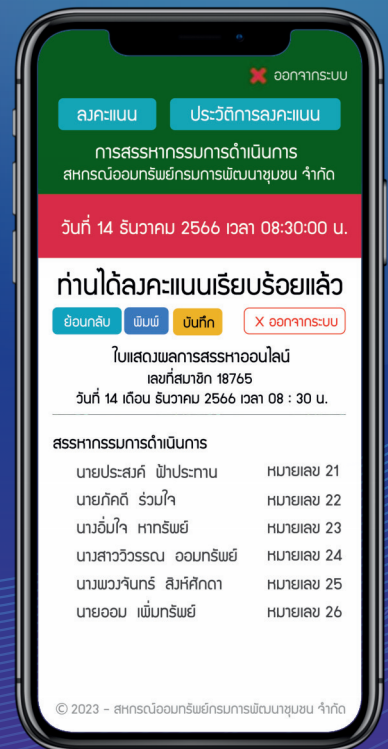 ออกจากระบบ
ลงคะแนน ประวัติการลงคะแนน
การสรรหากรรมการดำเนินการ
สหกรณ์ออมทรัพย์กรมการพัฒนาชุมชน จำกัด
วันที่ 14 ธันวาคม 2566 เวลา 08:30:00 น.
ท่านได้ลงคะแนนเรียบร้อยแล้ว
ย้อนกลับ พิมพ์ บันทึก X ออกจากระบบ
ใบแสดงผลการสรรหาออนไลน์
เลขที่สมาชิก 18765
วันที่ 14 เดือน ธันวาคม 2566 เวลา 08 : 30 น.
สรรหากรรมการดำเนินการ
นายประสงค์ ฟ้าประทาน หมายเลข 21
นายภักดี ร่วมใจ หมายเลข 22
นางอิ่มใจ หาทรัพย์ หมายเลข 23
นางสาววิวรรณ ออมทรัพย์ หมายเลข 24
นางพวงจันทร์ สิงห์ศักดา หมายเลข 25
นายออม เพิ่มทรัพย์ หมายเลข 26
© 2023 - สหกรณ์ออมทรัพย์กรมการพัฒนาชุมชน จำกัด